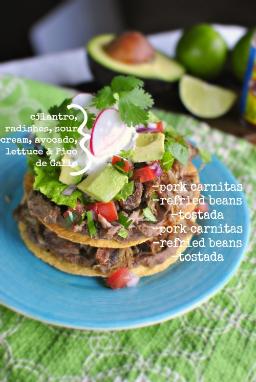 cilantro,
radishes, sour
cream, avocado,
lettuce & Pico
de Gallo
-pork carnitas
-refried beans
-tostada
-pork carnitas
-refried beans
-tostada